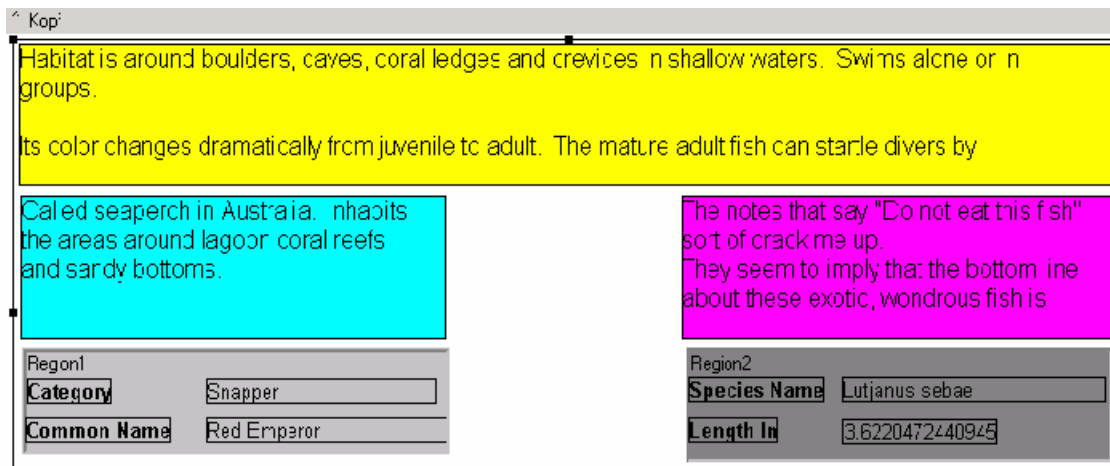 Kopi
Habitat is around boulders, caves, coral ledges and crevices in shallow waters. Swims alone or in
groups.
Its color changes dramatically from juvenile to adult. The mature adult fish can startle divers by
Called seaperch in Australia. Inhabits
the areas around lagoon coral reefs
and sandy bottoms.
The notes that say "Do not eat this fish"
sort of crack me up.
They seem to imply that the bottom line
about these exotic, wondrous fish is
Region1
Category Snapper
Common Name Red Emperor
Region2
Species Name Lutjanus sebae
Length In 3.6220472440945